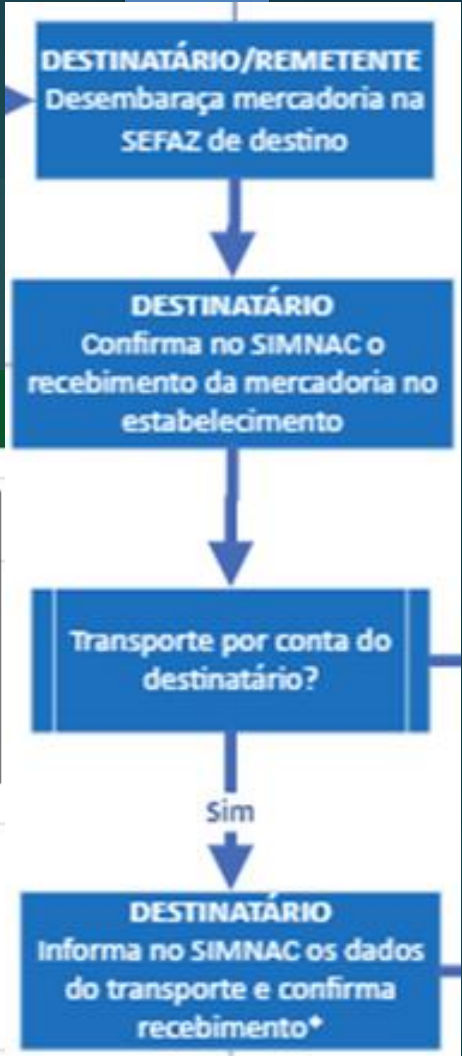 DESTINATÁRIO/REMETENTE
Desembaraça mercadoria na
SEFAZ de destino
DESTINATÁRIO
Confirma no SIMNAC o
recebimento da mercadoria no
estabelecimento
Transporte por conta do
destinatário?
Sim
DESTINATÁRIO
Informa no SIMNAC os dados
do transporte e confirma
recebimento*